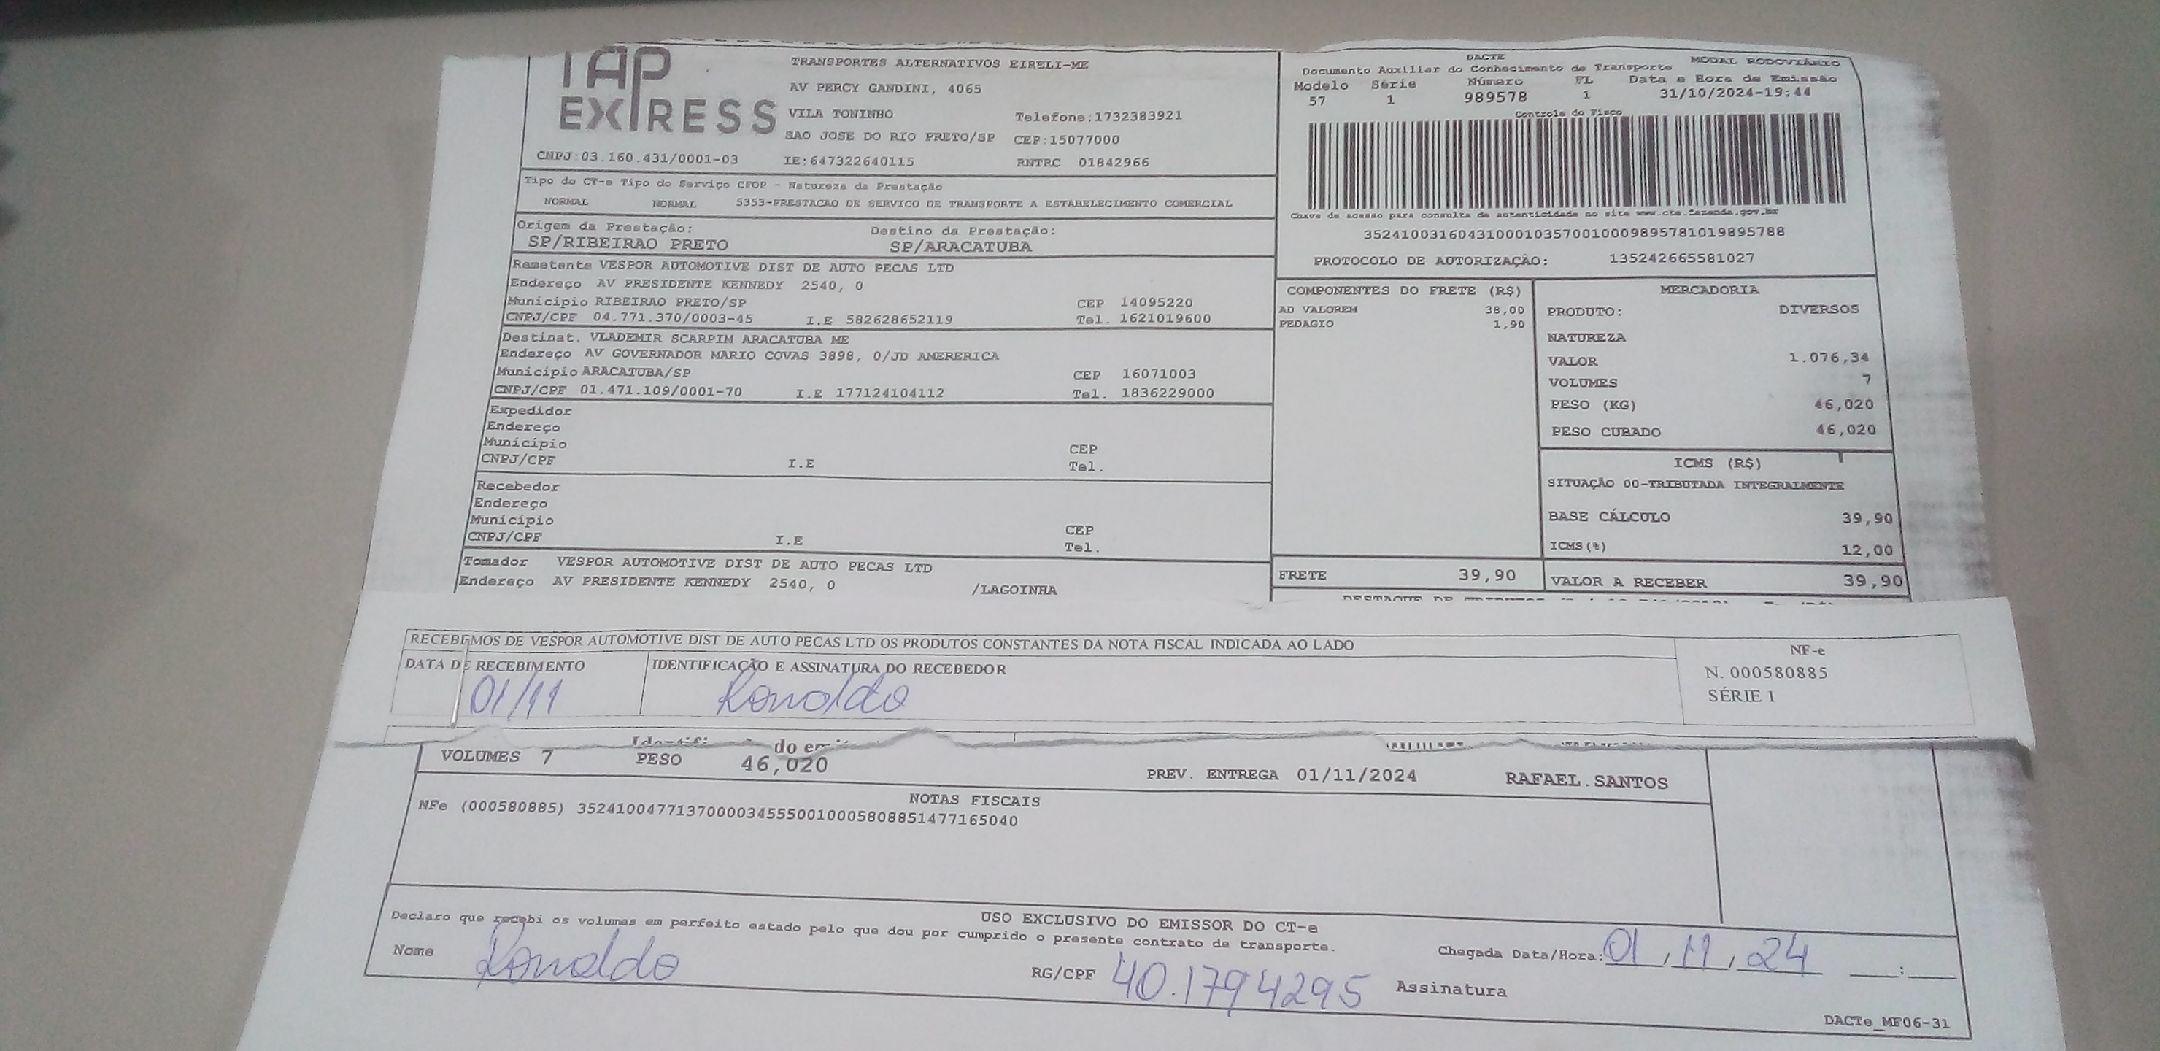 TAP
EXPRESS
TRANSPORTES ALTERNATIVOS EIRELI-ME
AV PERCY GANDINI, 4065
VILA TONINHO Telefone:1732383921
SAO JOSE DO RIO PRETO/SP CEP:15077000
CNPJ:03.160.431/0001-03 IE:647322640115 RNTRC 01842966
DACTE MODAL RODOVIÁRIO
Documento Auxiliar do Conhecimento de Transporte
Modelo Serie Número FL Data e Hora de Emissão
57 1 989578 1 31/10/2024-19:44
Controle do Fisco
Chave de acesso para consulta de autenticidade no site www.cte.fazenda.gov.br
35241003160431000103570010009895781019895788
PROTOCOLO DE AUTORIZAÇÃO: 135242665581027
Tipo do CT-e Tipo do Serviço CFOP - Natureza da Prestação
NORMAL NORMAL 5353-PRESTACAO DE SERVICO DE TRANSPORTE A ESTABELECIMENTO COMERCIAL
Origem da Prestação: Destino da Prestação:
SP/RIBEIRAO PRETO SP/ARACATUBA
Remetente VESPOR AUTOMOTIVE DIST DE AUTO PECAS LTD
Endereço AV PRESIDENTE KENNEDY 2540, 0
Município RIBEIRAO PRETO/SP CEP 14095220
CNPJ/CPF 04.771.370/0003-45 I.E 582628652119 Tel. 1621019600
Destinat. VLADEMIR SCARPIM ARACATUBA ME
Endereço AV GOVERNADOR MARIO COVAS 3898, 0/JD AMERERICA
Município ARACATUBA/SP CEP 16071003
CNPJ/CPF 01.471.109/0001-70 I.E 177124104112 Tel. 1836229000
Expedidor
Endereço
Município CEP
CNPJ/CPF I.E Tel.
Recebedor
Endereço
Município CEP
CNPJ/CPF I.E Tel.
Tomador VESPOR AUTOMOTIVE DIST DE AUTO PECAS LTD
Endereço AV PRESIDENTE KENNEDY 2540, 0 /LAGOINHA
COMPONENTES DO FRETE (R$)
AD VALOREM 38,00
PEDAGIO 1,90
FRETE 39,90
MERCADORIA
PRODUTO: DIVERSOS
NATUREZA
VALOR 1.076,34
VOLUMES 7
PESO (KG) 46,020
PESO CUBADO 46,020
ICMS (R$)
SITUAÇÃO 00-TRIBUTADA INTEGRALMENTE
BASE CÁLCULO 39,90
ICMS(%) 12,00
VALOR A RECEBER 39,90
RECEBEMOS DE VESPOR AUTOMOTIVE DIST DE AUTO PECAS LTD OS PRODUTOS CONSTANTES DA NOTA FISCAL INDICADA AO LADO
DATA DE RECEBIMENTO IDENTIFICAÇÃO E ASSINATURA DO RECEBEDOR
01/11 Ronaldo
NF-e
N. 000580885
SÉRIE 1
VOLUMES 7 PESO 46,020 PREV. ENTREGA 01/11/2024 RAFAEL.SANTOS
NOTAS FISCAIS
NFe (000580885) 35241004771370000345550010005808851477165040
USO EXCLUSIVO DO EMISSOR DO CT-e
Declaro que recebi os volumes em perfeito estado pelo que dou por cumprido o presente contrato de transporte.
Nome Ronaldo RG/CPF 40.1794295 Assinatura
Chegada Data/Hora: 01, 11, 24 :
DACTe_MF06-31